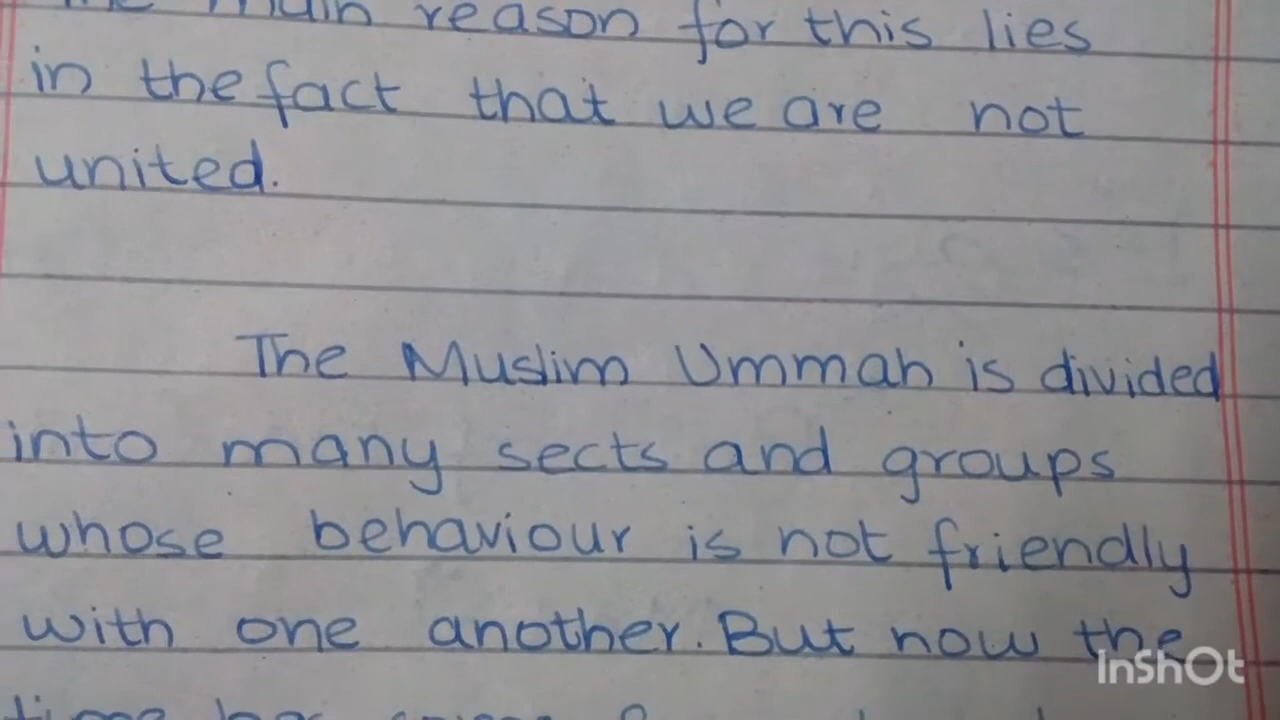 main reason for this lies
in the fact that we are not
united.
The Muslim Ummah is divided
into many sects and groups
whose behaviour is not friendly
with one another. But now the
InShOt